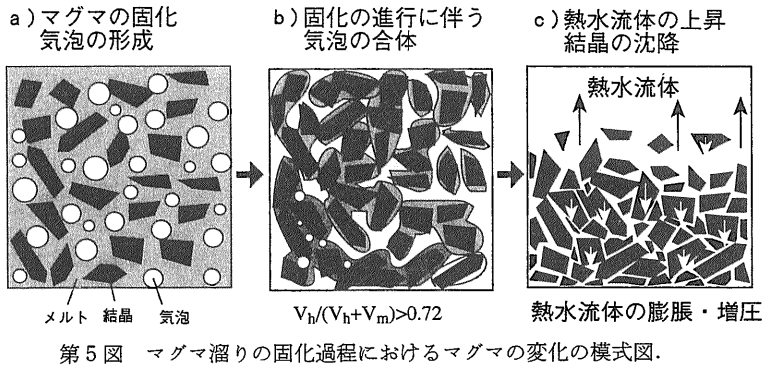 a）マグマの固化
気泡の形成
b）固化の進行に伴う
気泡の合体
c）熱水流体の上昇
結晶の沈降
熱水流体
メルト 結晶 気泡
Vh/(Vh+Vm)>0.72
熱水流体の膨脹・増圧
第５図 マグマ溜りの固化過程におけるマグマの変化の模式図.